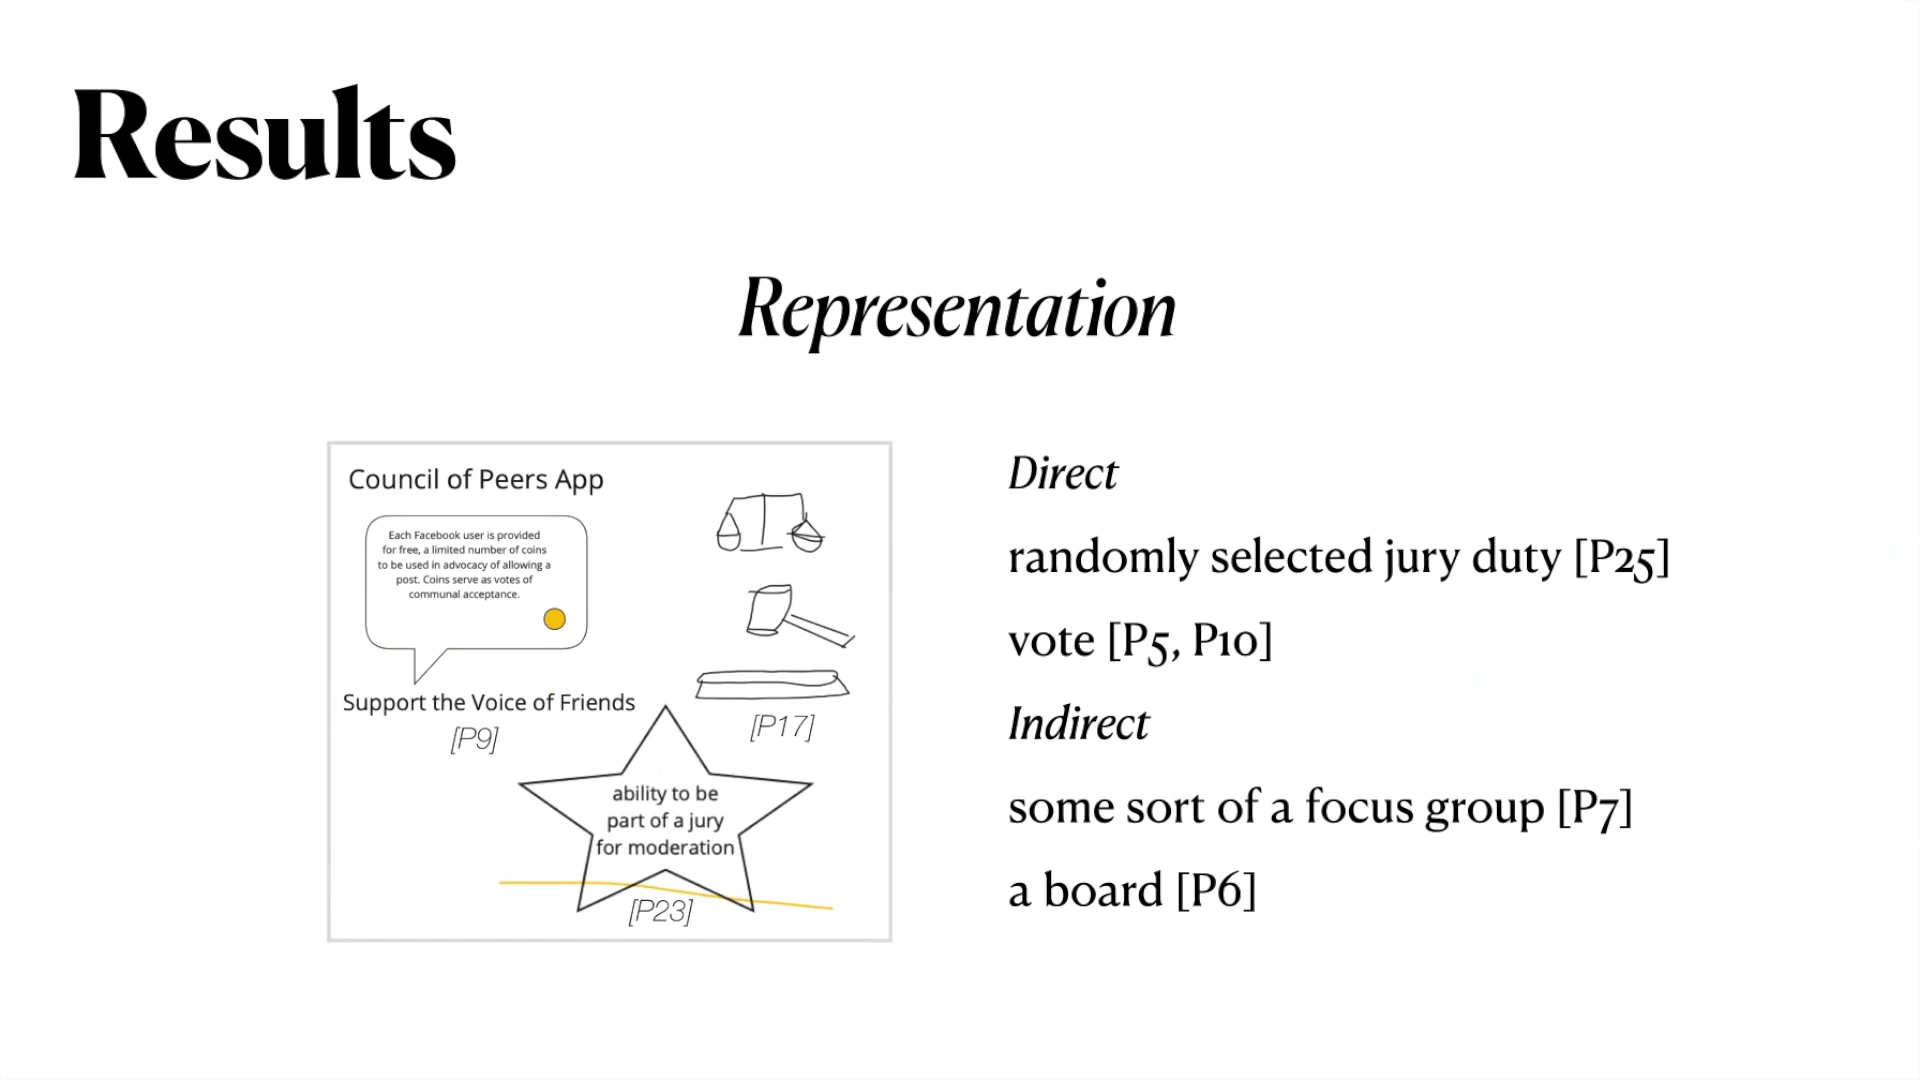 Results
Representation
Council of Peers App
Each Facebook user is provided
for free, a limited number of coins
to be used in advocacy of allowing a
post. Coins serve as votes of
communal acceptance.
Support the Voice of Friends
[P9]
[P17]
ability to be
part of a jury
for moderation
[P23]
Direct
randomly selected jury duty [P25]
vote [P5, P10]
Indirect
some sort of a focus group [P7]
a board [P6]